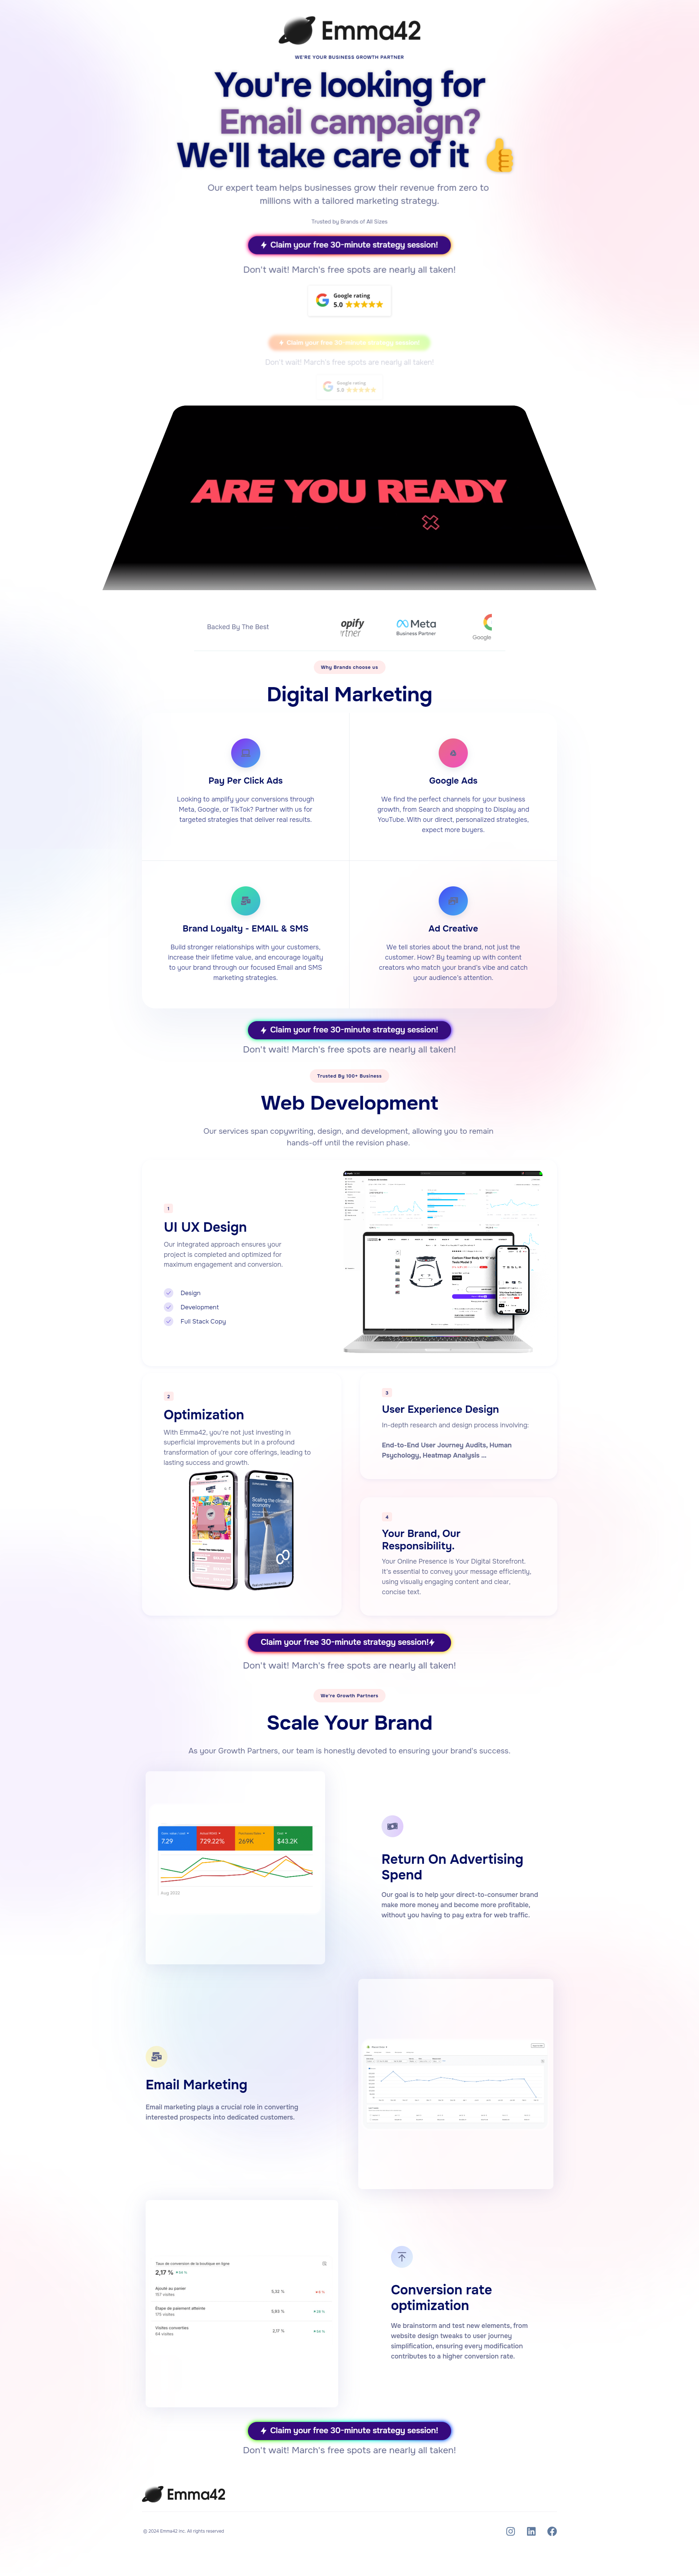 Emma42
WE'RE YOUR BUSINESS GROWTH PARTNER
You're looking for
Email campaign?
We'll take care of it 👍
Our expert team helps businesses grow their revenue from zero to
millions with a tailored marketing strategy.
Trusted by Brands of All Sizes
Claim your free 30-minute strategy session!
Don't wait! March's free spots are nearly all taken!
Google rating
5.0
Claim your free 30-minute strategy session!
Don't wait! March's free spots are nearly all taken!
Google rating
5.0
ARE YOU READY
Backed By The Best
opify
rtner
Meta
Business Partner
Google
Why Brands choose us
Digital Marketing
Pay Per Click Ads
Looking to amplify your conversions through
Meta, Google, or TikTok? Partner with us for
targeted strategies that deliver real results.
Google Ads
We find the perfect channels for your business
growth, from Search and shopping to Display and
YouTube. With our direct, personalized strategies,
expect more buyers.
Brand Loyalty - EMAIL & SMS
Build stronger relationships with your customers,
increase their lifetime value, and encourage loyalty
to your brand through our focused Email and SMS
marketing strategies.
Ad Creative
We tell stories about the brand, not just the
customer. How? By teaming up with content
creators who match your brand's vibe and catch
your audience's attention.
Claim your free 30-minute strategy session!
Don't wait! March's free spots are nearly all taken!
Trusted By 100+ Business
Web Development
Our services span copywriting, design, and development, allowing you to remain
hands-off until the revision phase.
1
UI UX Design
Our integrated approach ensures your
project is completed and optimized for
maximum engagement and conversion.
Design
Development
Full Stack Copy
2
Optimization
With Emma42, you're not just investing in
superficial improvements but in a profound
transformation of your core offerings, leading to
lasting success and growth.
Scaling the climate
economy
3
User Experience Design
In-depth research and design process involving:
End-to-End User Journey Audits, Human
Psychology, Heatmap Analysis ...
4
Your Brand, Our
Responsibility.
Your Online Presence Is Your Digital Storefront.
It's essential to convey your message efficiently,
using visually engaging content and clear,
concise text.
Claim your free 30-minute strategy session!
Don't wait! March's free spots are nearly all taken!
We're Growth Partners
Scale Your Brand
As your Growth Partners, our team is honestly devoted to ensuring your brand's success.
7.29
729.22%
269K
$43.2K
Aug 2022
Return On Advertising
Spend
Our goal is to help your direct-to-consumer brand
make more money and become more profitable,
without you having to pay extra for web traffic.
Email Marketing
Email marketing plays a crucial role in converting
interested prospects into dedicated customers.
Taux de conversion de la boutique en ligne
2,17 %
Ajouté au panier
157 visites
5,32 %
Étape de paiement atteinte
175 visites
5,93 %
Visites converties
64 visites
2,17 %
Conversion rate
optimization
We brainstorm and test new elements, from
website design tweaks to user journey
simplification, ensuring every modification
contributes to a higher conversion rate.
Claim your free 30-minute strategy session!
Don't wait! March's free spots are nearly all taken!
Emma42
© 2024 Emma42 Inc. All rights reserved